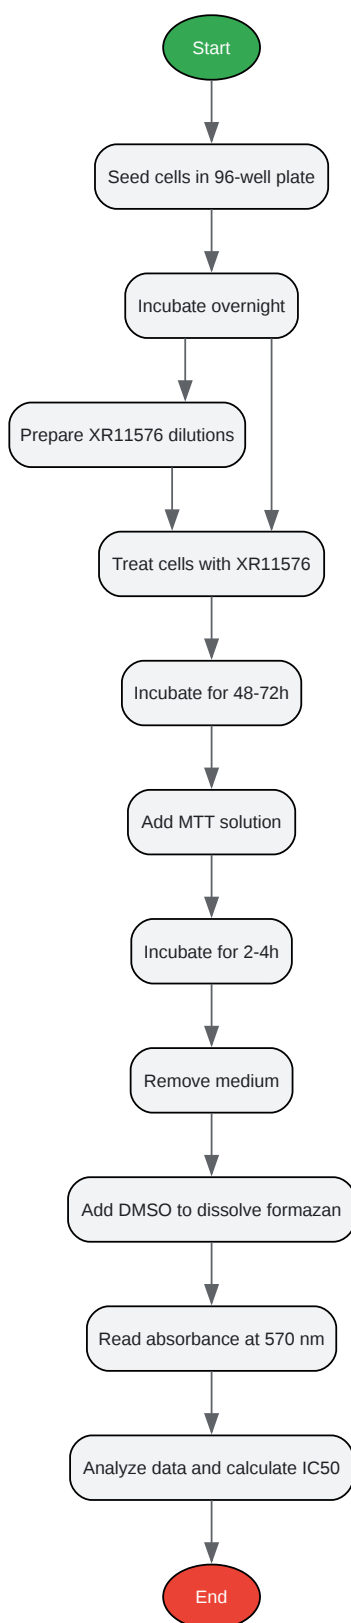 Start
Seed cells in 96-well plate
Incubate overnight
Prepare XR11576 dilutions
Treat cells with XR11576
Incubate for 48-72h
Add MTT solution
Incubate for 2-4h
Remove medium
Add DMSO to dissolve formazan
Read absorbance at 570 nm
Analyze data and calculate IC50
End